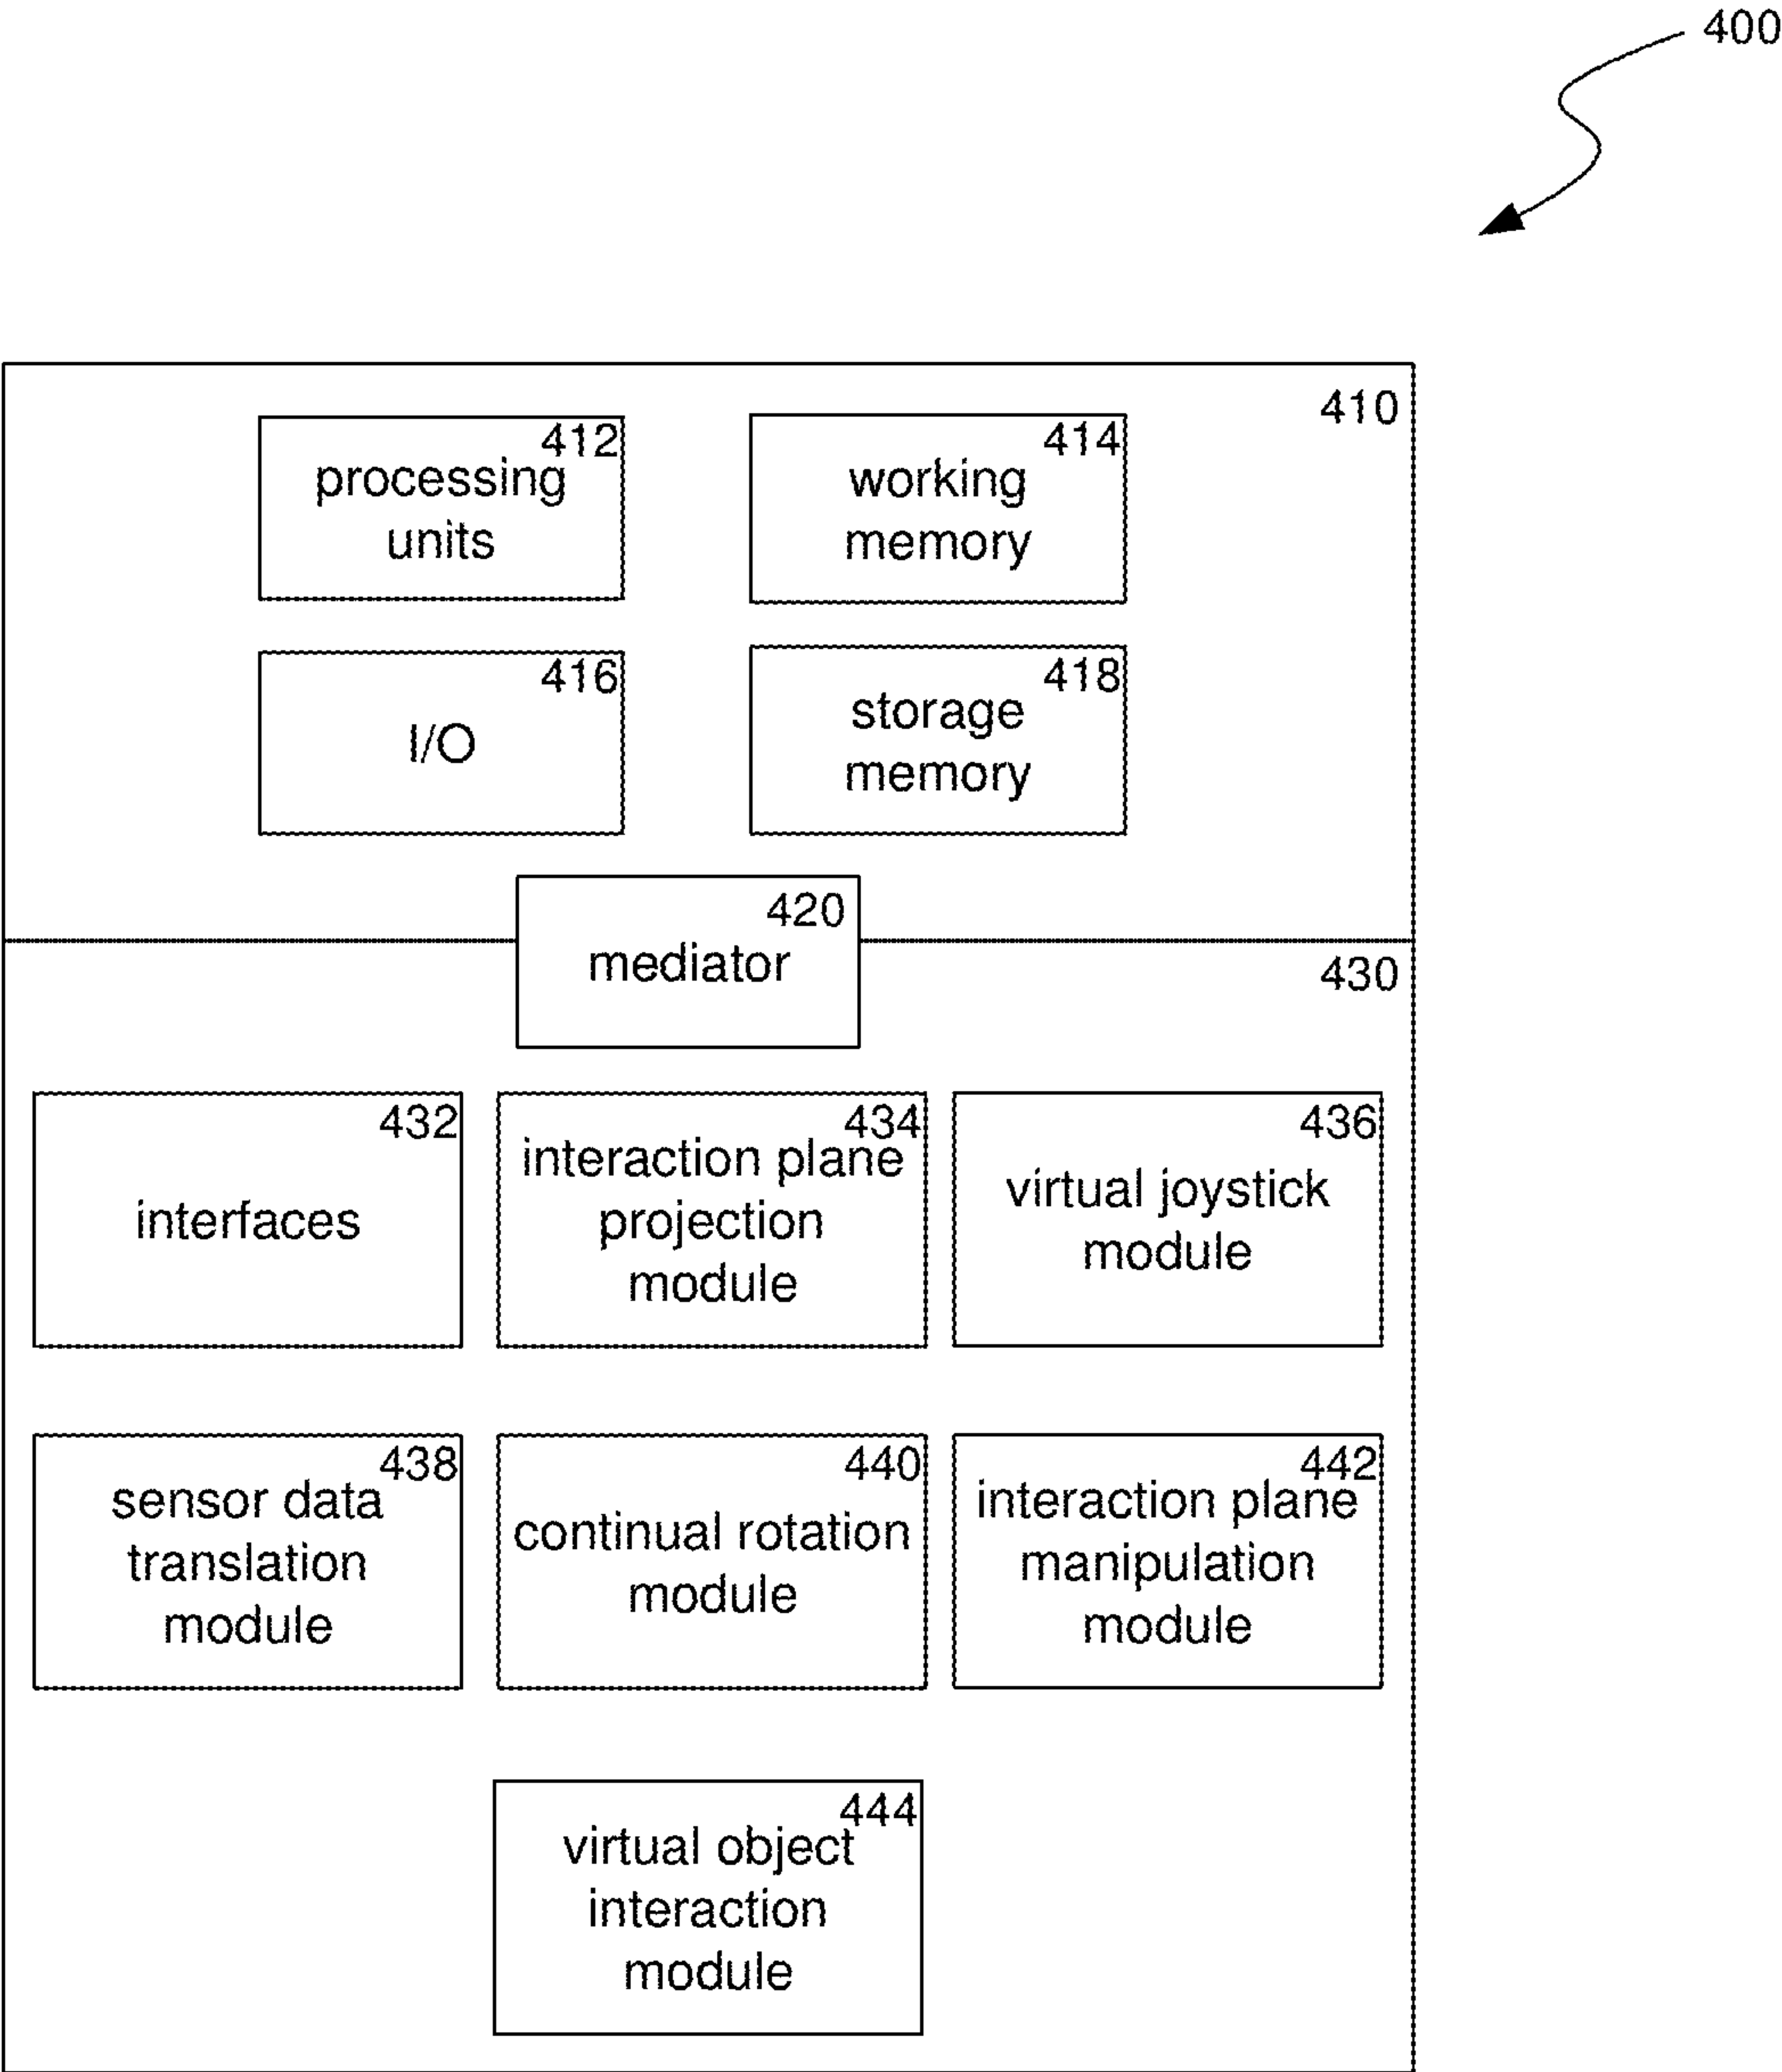 400
410
412
processing
units
414
working
memory
416
I/O
418
storage
memory
420
mediator
430
432
interfaces
434
interaction plane
projection
module
436
virtual joystick
module
438
sensor data
translation
module
440
continual rotation
module
442
interaction plane
manipulation
module
444
virtual object
interaction
module